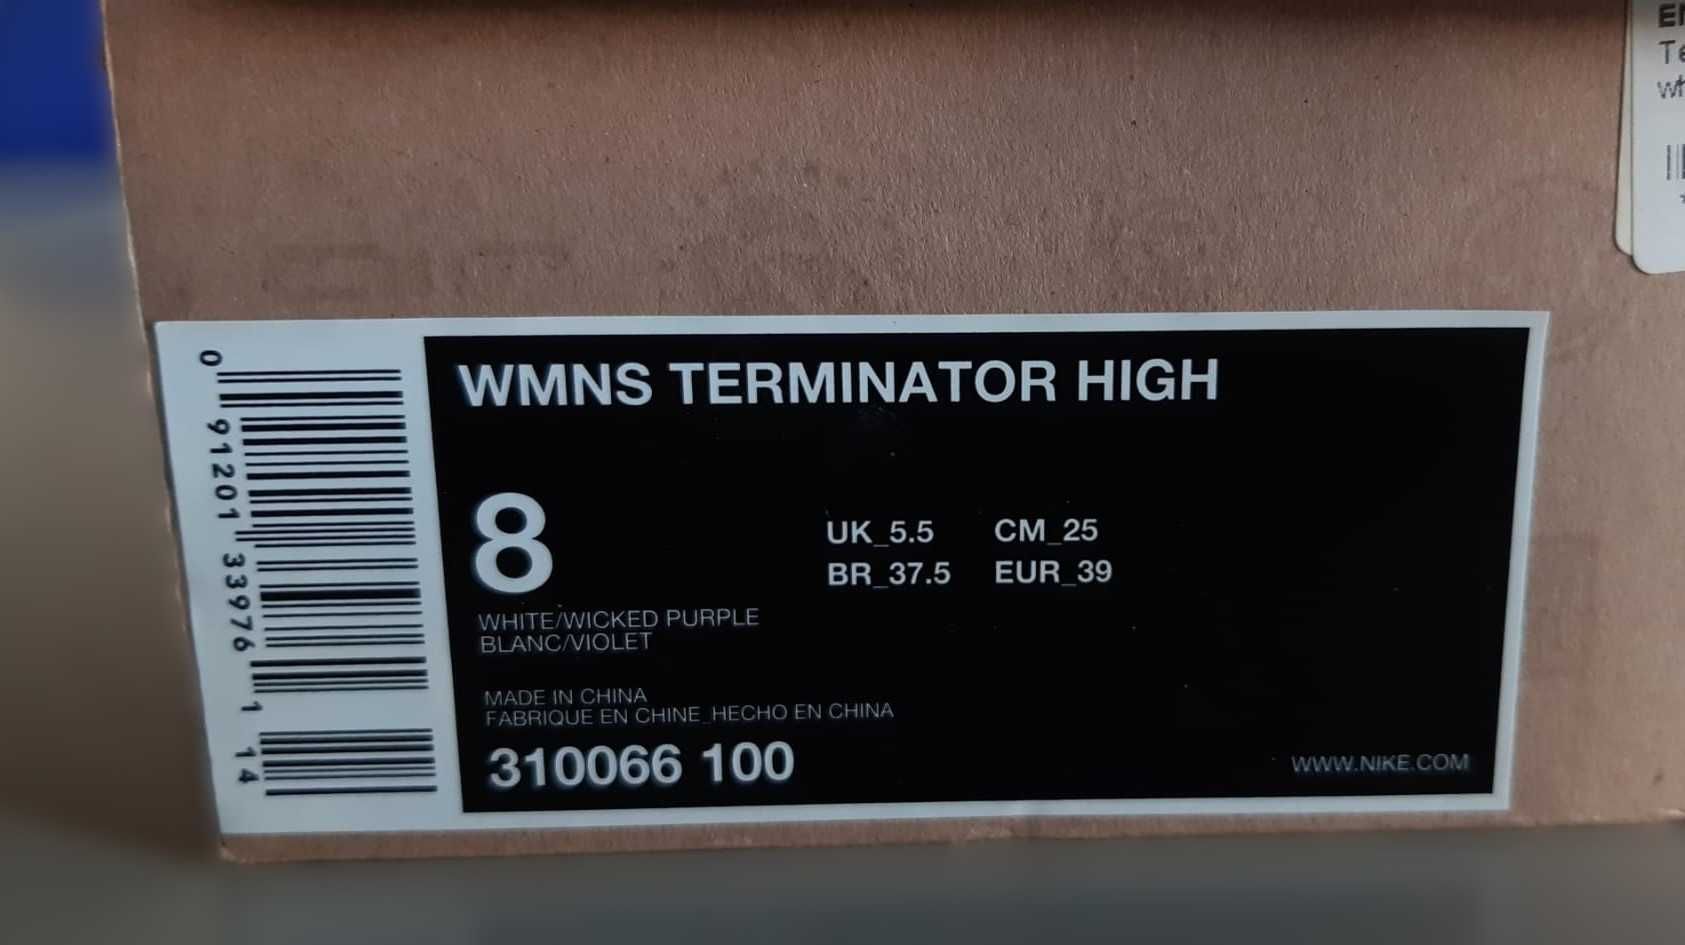 WMNS TERMINATOR HIGH
8
UK_5.5 CM_25
BR_37.5 EUR_39
WHITE/WICKED PURPLE
BLANC/VIOLET
MADE IN CHINA
FABRIQUE EN CHINE_HECHO EN CHINA
310066 100
WWW.NIKE.COM
0 91201 33976 1 14